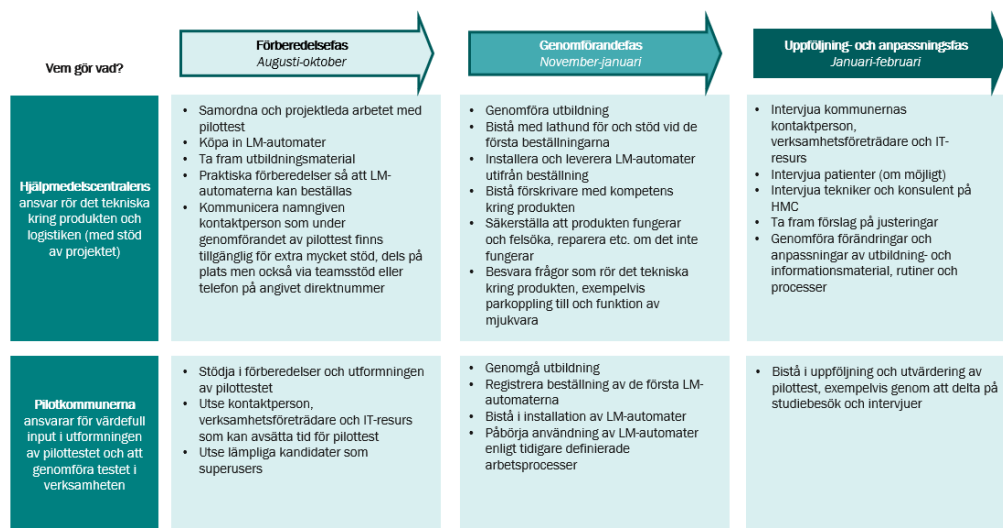 Vem gör vad?
Förberedelsefas
Augusti-oktober
Genomförandefas
November-januari
Uppföljning- och anpassningsfas
Januari-februari
Hjälpmedelscentralens
ansvar rör det tekniska
kring produkten och
logistiken (med stöd
av projektet)
• Samordna och projektleda arbetet med
pilottest
• Köpa in LM-automater
• Ta fram utbildningsmaterial
• Praktiska förberedelser så att LM-
automaterna kan beställas
• Kommunicera namngiven
kontaktperson som under
genomförandet av pilottest finns
tillgänglig för extra mycket stöd, dels på
plats men också via teamsstöd eller
telefon på angivet direktnummer
• Genomföra utbildning
• Bistå med lathund för och stöd vid de
första beställningarna
• Installera och leverera LM-automater
utifrån beställning
• Bistå förskrivare med kompetens
kring produkten
• Säkerställa att produkten fungerar
och felsöka, reparera etc. om det inte
fungerar
• Besvara frågor som rör det tekniska
kring produkten, exempelvis
parkoppling till och funktion av
mjukvara
• Intervjua kommunernas
kontaktperson,
verksamhetsföreträdare och IT-
resurs
• Intervjua patienter (om möjligt)
• Intervjua tekniker och konsulent på
HMC
• Ta fram förslag på justeringar
• Genomföra förändringar och
anpassningar av utbildning- och
informationsmaterial, rutiner och
processer
Pilotkommunerna
ansvarar för värdefull
input i utformningen
av pilottestet och att
genomföra testet i
verksamheten
• Stödja i förberedelser och utformningen
av pilottestet
• Utse kontaktperson,
verksamhetsföreträdare och IT-resurs
som kan avsätta tid för pilottest
• Utse lämpliga kandidater som
superusers
• Genomgå utbildning
• Registrera beställning av de första LM-
automaterna
• Bistå i installation av LM-automater
• Påbörja användning av LM-automater
enligt tidigare definierade
arbetsprocesser
• Bistå i uppföljning och utvärdering av
pilottest, exempelvis genom att delta på
studiebesök och intervjuer